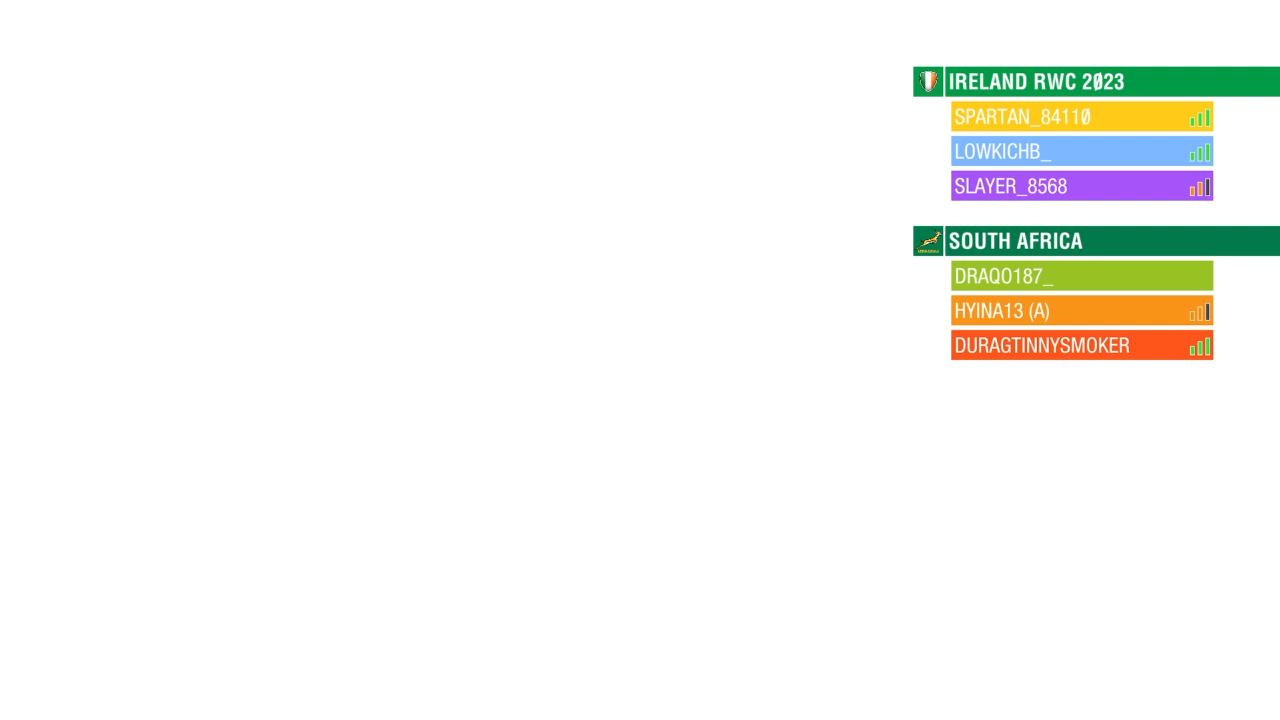 IRELAND RWC 2023
SPARTAN_84110
LOWKICHB_
SLAYER_8568
SOUTH AFRICA
DRAQO187_
HYINA13 (A)
DURAGTINNYSMOKER